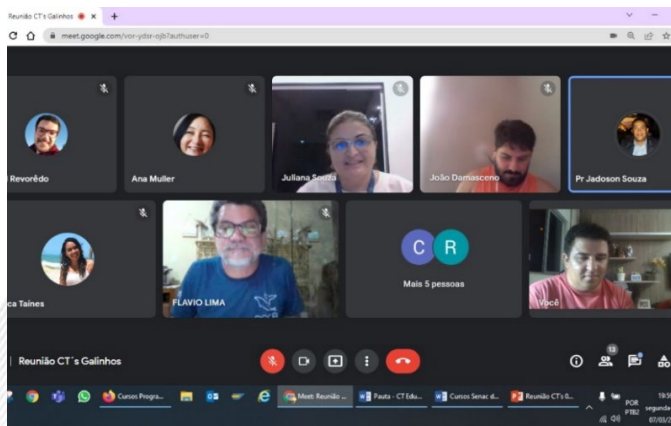 Reunião CT's Galinhos
meet.google.com/vor-ydsr-ojb?authuser=0
Revorêdo
Ana Muller
Juliana Souza
João Damasceno
Pr Jadoson Souza
ca Taines
FLAVIO LIMA
C R
Mais 5 pessoas
Você
Reunião CT´s Galinhos
13
Cursos Progra...
Meet: Reunião ...
Pauta - CT Edu...
Cursos Senac d...
Reunião CT's G...
POR
PTB2
segunda